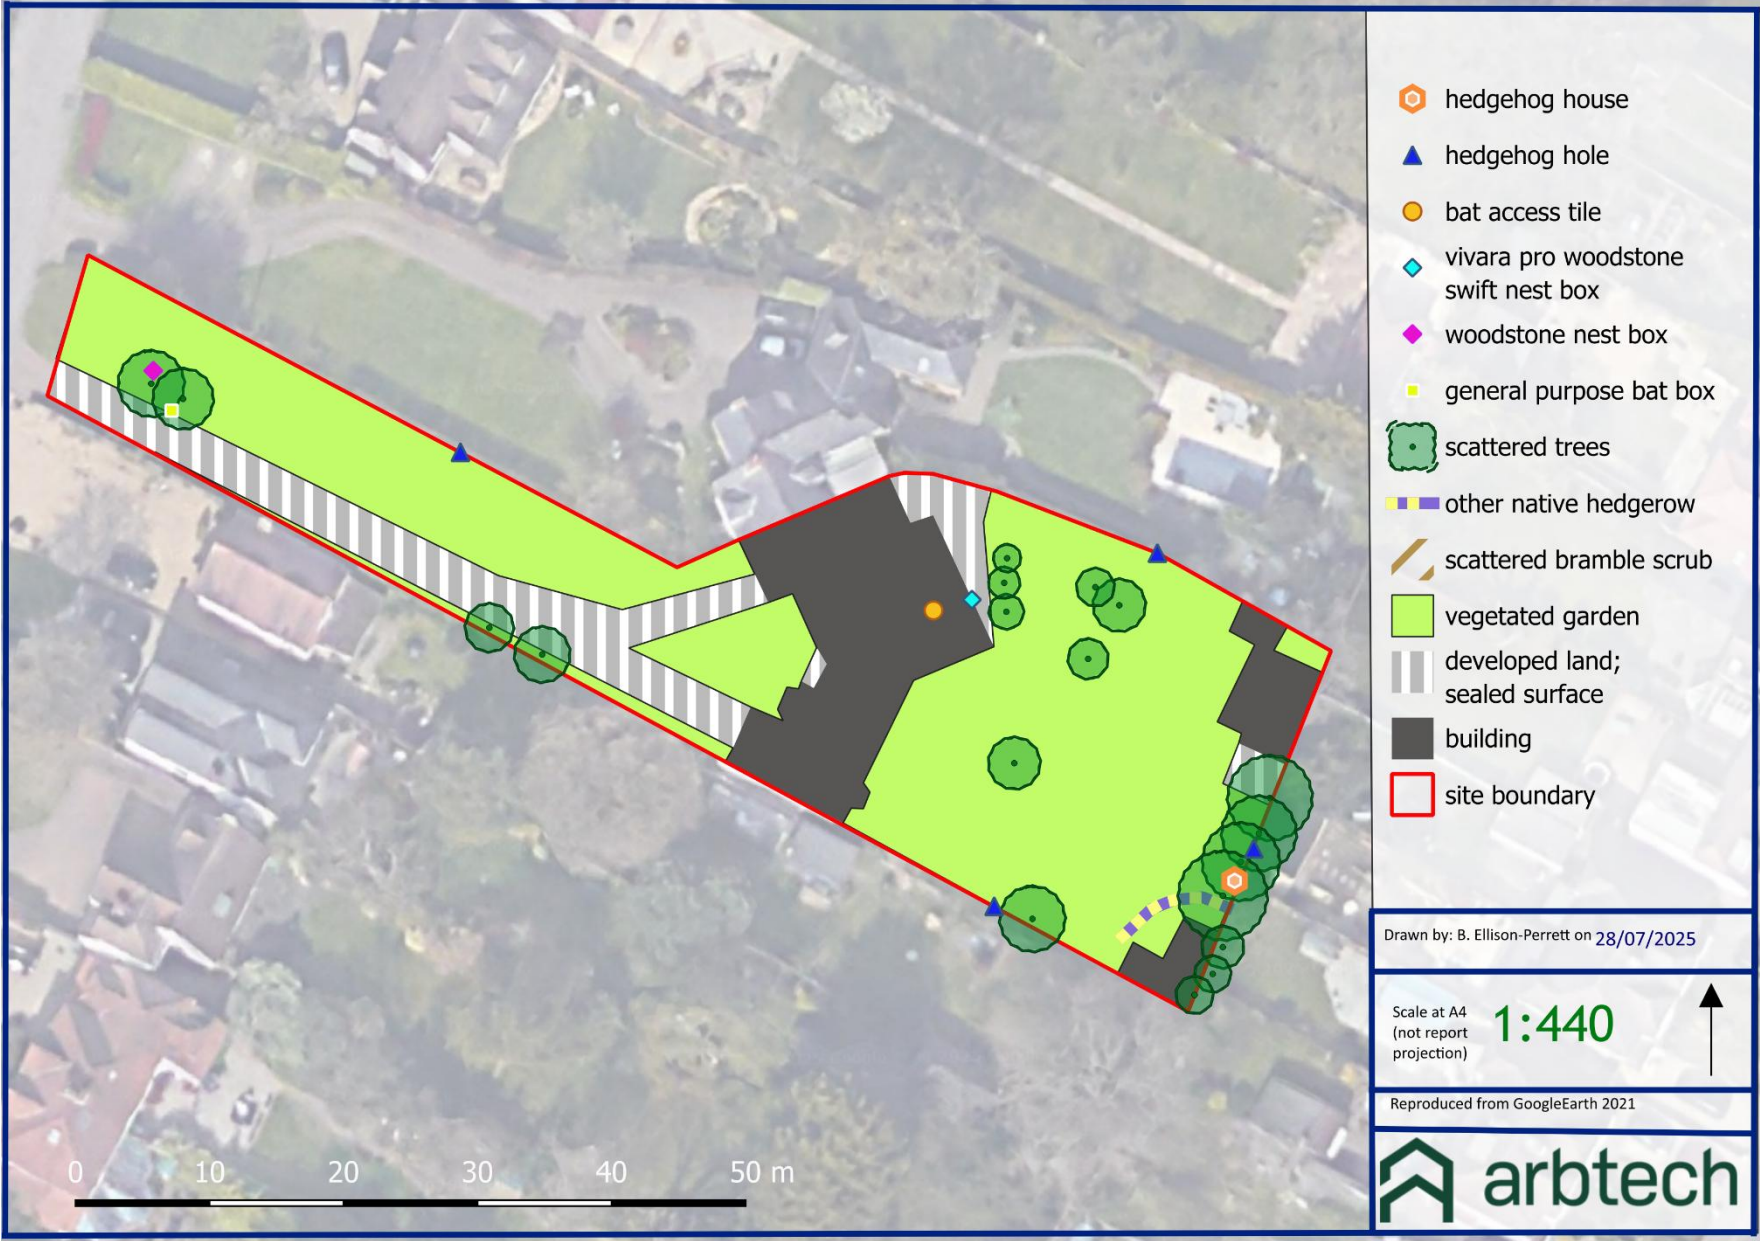 hedgehog house
hedgehog hole
bat access tile
vivara pro woodstone
swift nest box
woodstone nest box
general purpose bat box
scattered trees
other native hedgerow
scattered bramble scrub
vegetated garden
developed land;
sealed surface
building
site boundary
Drawn by: B. Ellison-Perrett on 28/07/2025
Scale at A4
(not report
projection)
1:440
Reproduced from GoogleEarth 2021
arbtech
0 10 20 30 40 50 m